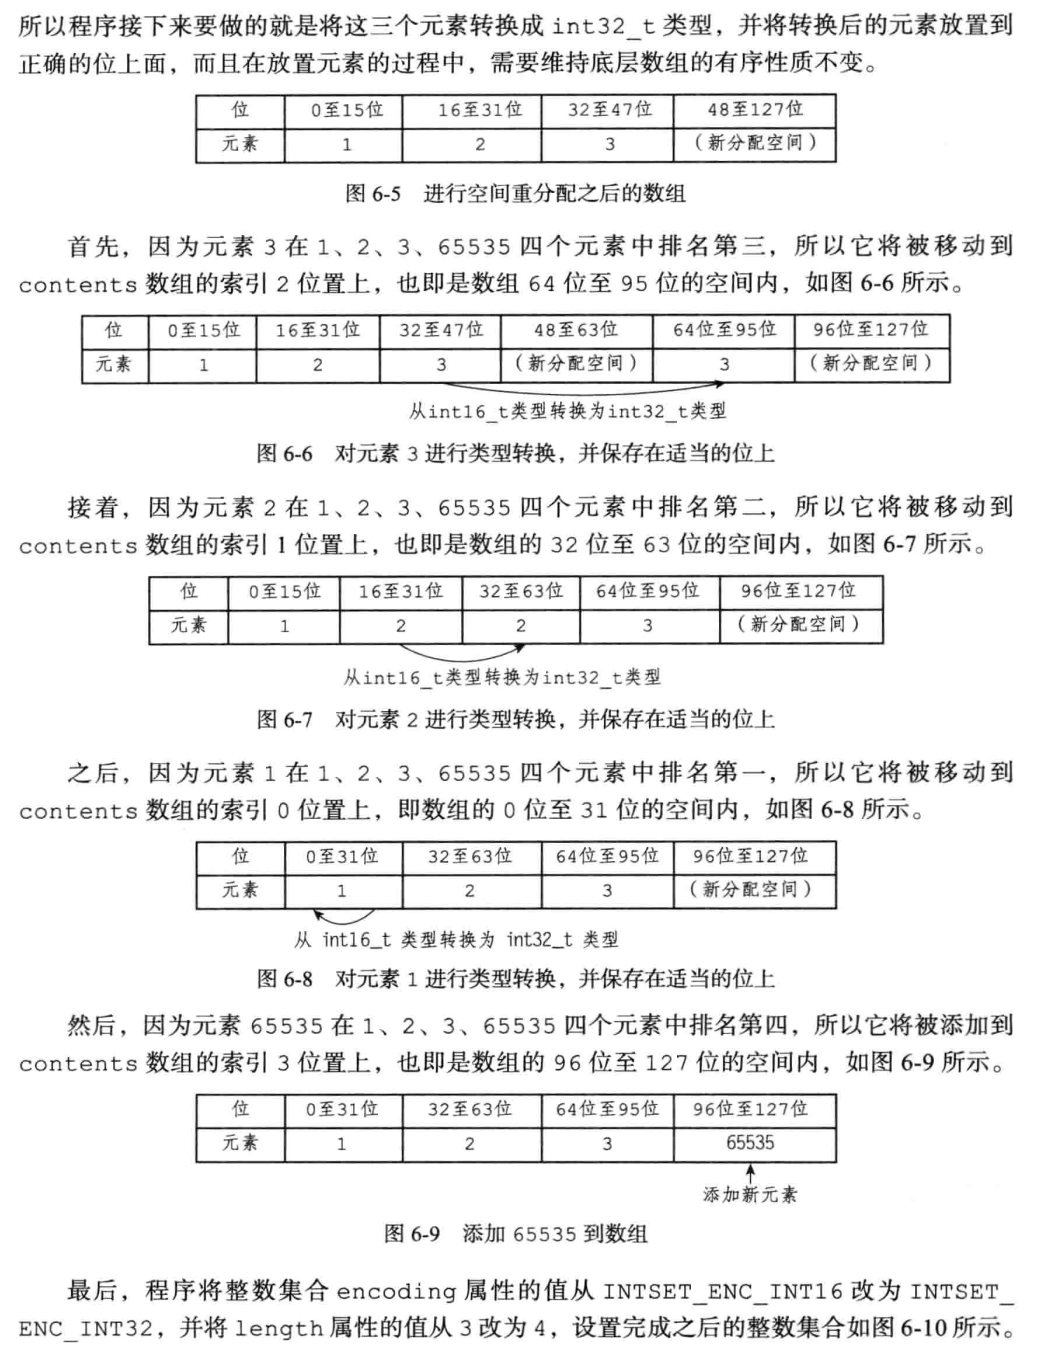 所以程序接下来要做的就是将这三个元素转换成 int32_t 类型，并将转换后的元素放置到
正确的位上面，而且在放置元素的过程中，需要维持底层数组的有序性质不变。
位 0至15位 16至31位 32至47位 48至127位
元素 1 2 3 （新分配空间）
图 6-5 进行空间重分配之后的数组
首先，因为元素 3 在 1、2、3、65535 四个元素中排名第三，所以它将被移动到
contents 数组的索引 2 位置上，也即是数组 64 位至 95 位的空间内，如图 6-6 所示。
位 0至15位 16至31位 32至47位 48至63位 64位至95位 96位至127位
元素 1 2 3 （新分配空间） 3 （新分配空间）
从int16_t类型转换为int32_t类型
图 6-6 对元素 3 进行类型转换，并保存在适当的位上
接着，因为元素 2 在 1、2、3、65535 四个元素中排名第二，所以它将被移动到
contents 数组的索引 1 位置上，也即是数组的 32 位至 63 位的空间内，如图 6-7 所示。
位 0至15位 16至31位 32至63位 64位至95位 96位至127位
元素 1 2 2 3 （新分配空间）
从int16_t类型转换为int32_t类型
图 6-7 对元素 2 进行类型转换，并保存在适当的位上
之后，因为元素 1 在 1、2、3、65535 四个元素中排名第一，所以它将被移动到
contents 数组的索引 0 位置上，即数组的 0 位至 31 位的空间内，如图 6-8 所示。
位 0至31位 32至63位 64位至95位 96位至127位
元素 1 2 3 （新分配空间）
从 int16_t 类型转换为 int32_t 类型
图 6-8 对元素 1 进行类型转换，并保存在适当的位上
然后，因为元素 65535 在 1、2、3、65535 四个元素中排名第四，所以它将被添加到
contents 数组的索引 3 位置上，也即是数组的 96 位至 127 位的空间内，如图 6-9 所示。
位 0至31位 32至63位 64位至95位 96位至127位
元素 1 2 3 65535
添加新元素
图 6-9 添加 65535 到数组
最后，程序将整数集合 encoding 属性的值从 INTSET_ENC_INT16 改为 INTSET_
ENC_INT32，并将 length 属性的值从 3 改为 4，设置完成之后的整数集合如图 6-10 所示。